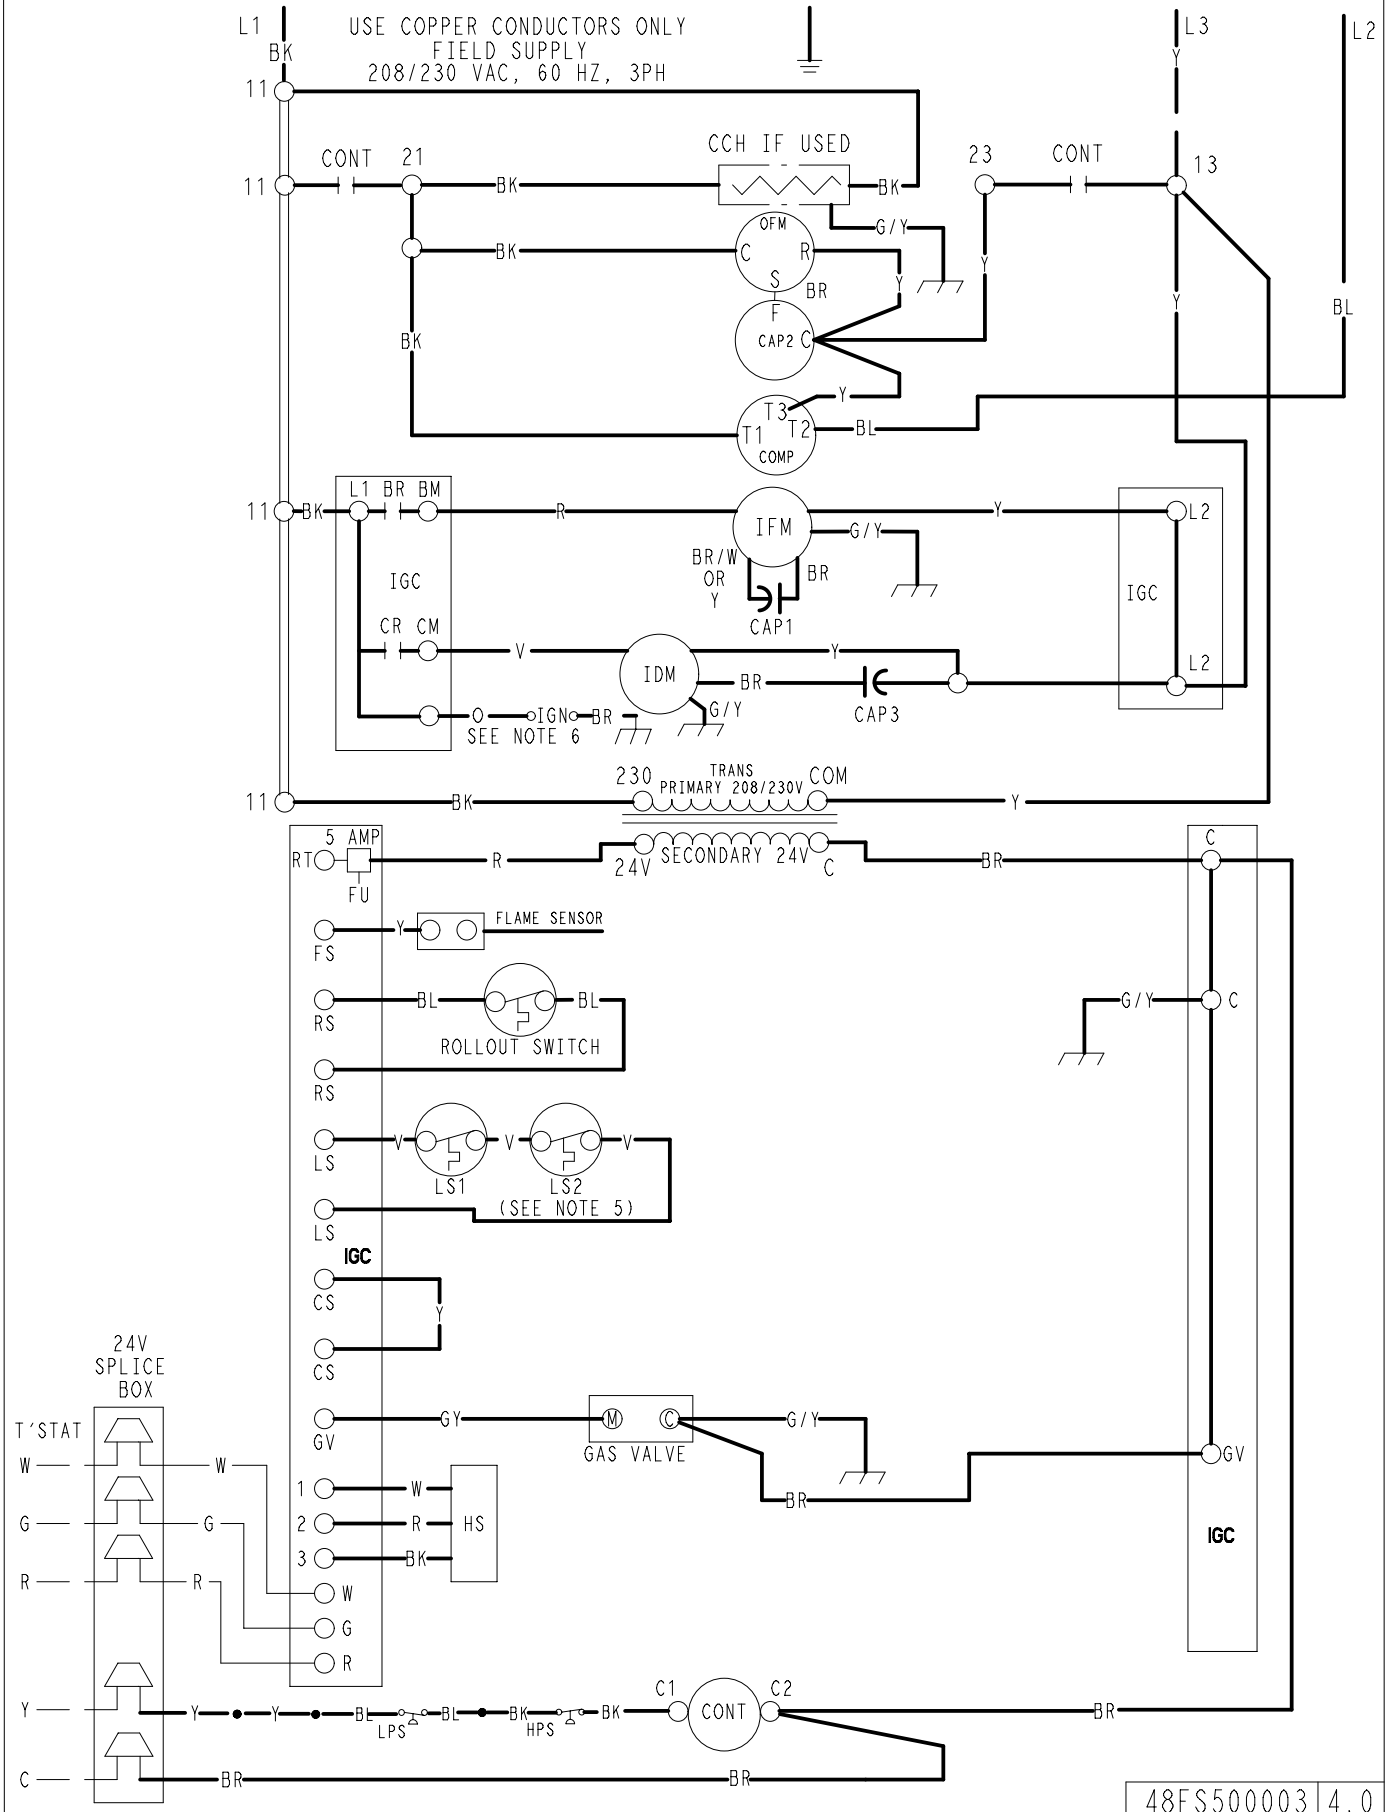 L1 USE COPPER CONDUCTORS ONLY L3 L2
BK FIELD SUPPLY Y
208/230 VAC, 60 HZ, 3PH
11
CCH IF USED
CONT 21 23 CONT 13
11 BK BK
OFM G/Y
BK C R
S BR Y Y Y
F BL
BK CAP2 C
Y
T3
T1 T2 BL
COMP
L1 BR BM
11 BK R IFM Y L2
G/Y
BR/W BR
IGC OR IGC
Y
CAP1
CR CM
V Y L2
IDM BR
G/Y CAP3
O IGN BR
SEE NOTE 6
TRANS
230 PRIMARY 208/230V COM
11 BK Y
5 AMP C
RT R 24V SECONDARY 24V C BR
FU
FLAME SENSOR
Y
FS
BL BL G/Y C
RS
ROLLOUT SWITCH
RS
V V V
LS LS1 LS2
(SEE NOTE 5)
LS
IGC
CS
Y
24V
SPLICE
BOX
CS
T'STAT GV GY M C G/Y
GAS VALVE GV
W W
1 W BR
G G 2 R HS IGC
3 BK
R R W
G
R
C1 C2
Y Y Y BL BL BK BK CONT BR
LPS HPS
C BR BR
48FS500003 4.0